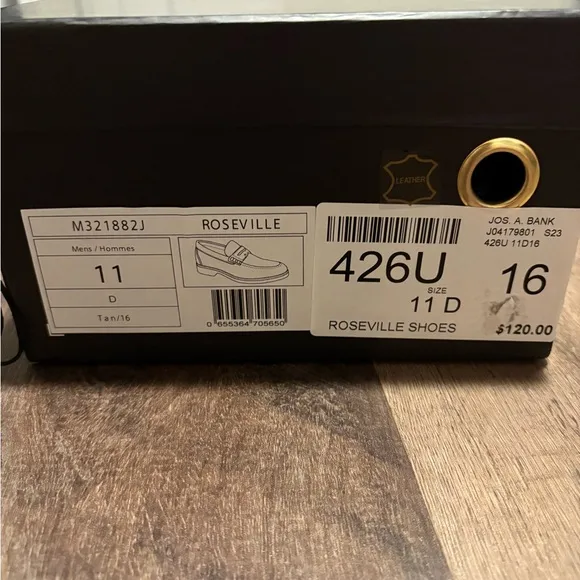 LEATHER
M321882J ROSEVILLE
Mens / Hommes
11
D
Tan/16
0 655364 705650
JOS. A. BANK
J04179801 S23
426U 11D16
426U
16
SIZE
11 D
ROSEVILLE SHOES
$120.00